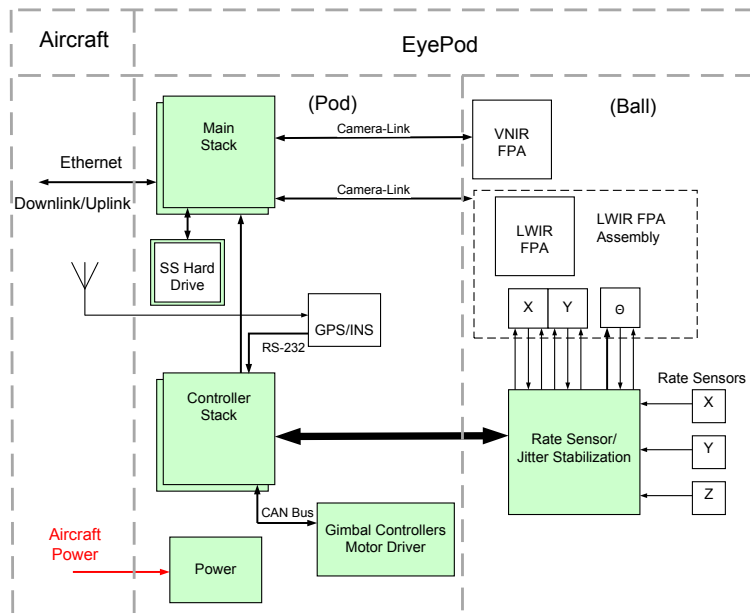 Aircraft
EyePod
(Pod)
(Ball)
Main
Stack
Camera-Link
VNIR
FPA
Ethernet
Downlink/Uplink
Camera-Link
LWIR
FPA
LWIR FPA
Assembly
SS Hard
Drive
GPS/INS
RS-232
X
Y
Θ
Controller
Stack
Rate Sensors
X
Rate Sensor/
Jitter Stabilization
Y
Z
CAN Bus
Gimbal Controllers
Motor Driver
Aircraft
Power
Power